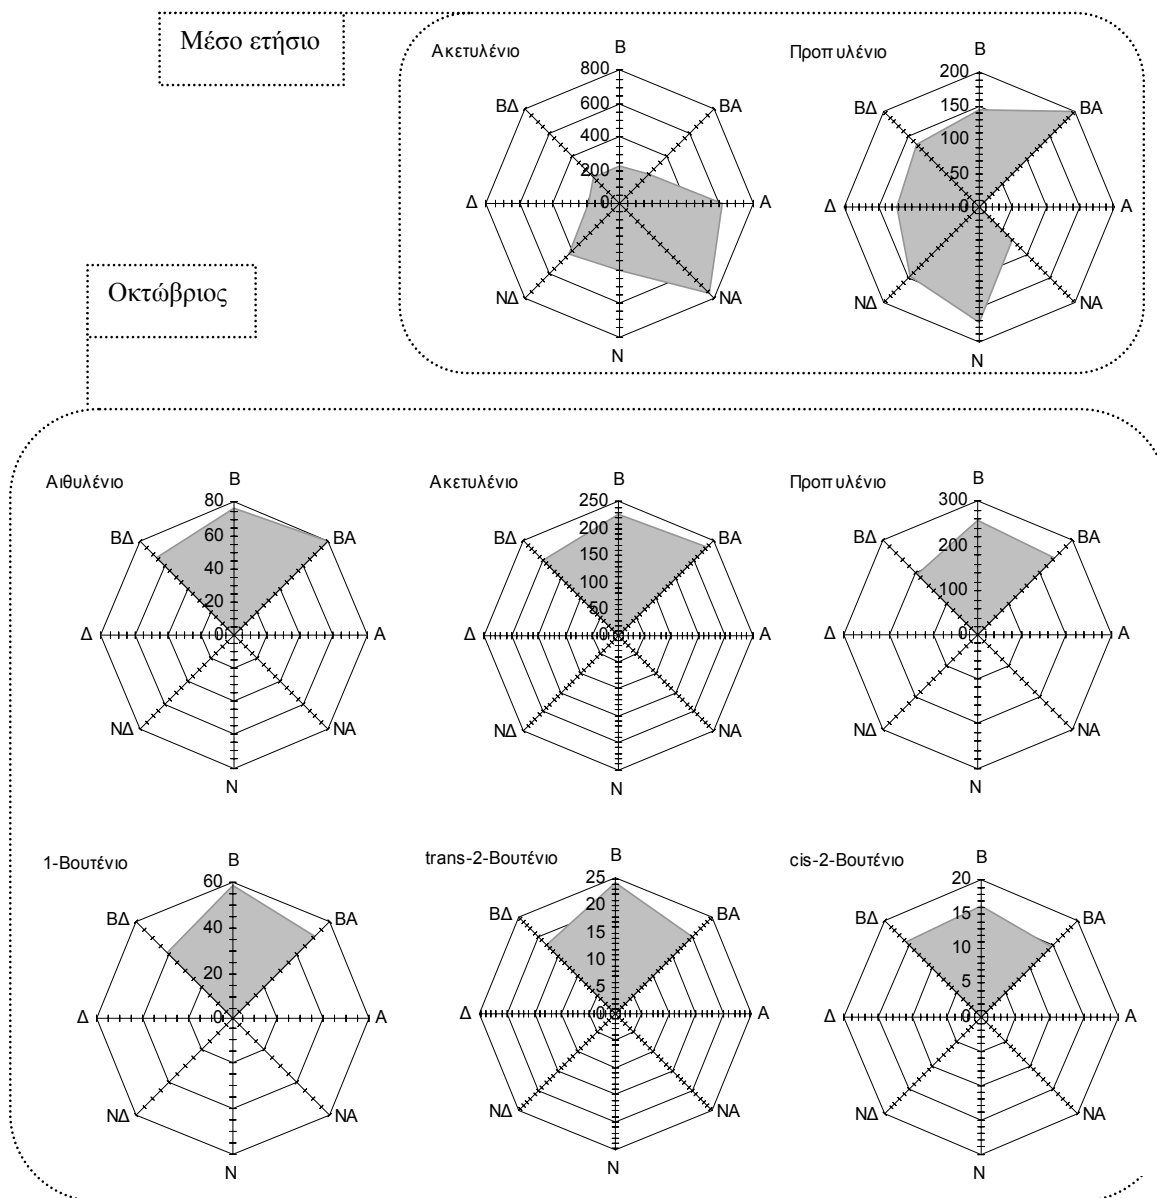 Μέσο ετήσιο
Ακετυλένιο
Β
800
600
400
200
0
ΒΔ
ΒΑ
Δ
Α
ΝΔ
ΝΑ
Ν
Προπυλένιο
Β
200
150
100
50
0
ΒΔ
ΒΑ
Δ
Α
ΝΔ
ΝΑ
Ν
Οκτώβριος
Αιθυλένιο
Β
80
60
40
20
0
ΒΔ
ΒΑ
Δ
Α
ΝΔ
ΝΑ
Ν
Ακετυλένιο
Β
250
200
150
100
50
0
ΒΔ
ΒΑ
Δ
Α
ΝΔ
ΝΑ
Ν
Προπυλένιο
Β
300
200
100
0
ΒΔ
ΒΑ
Δ
Α
ΝΔ
ΝΑ
Ν
1-Βουτένιο
Β
60
40
20
0
ΒΔ
ΒΑ
Δ
Α
ΝΔ
ΝΑ
Ν
trans-2-Βουτένιο
Β
25
20
15
10
5
0
ΒΔ
ΒΑ
Δ
Α
ΝΔ
ΝΑ
Ν
cis-2-Βουτένιο
Β
20
15
10
5
0
ΒΔ
ΒΑ
Δ
Α
ΝΔ
ΝΑ
Ν